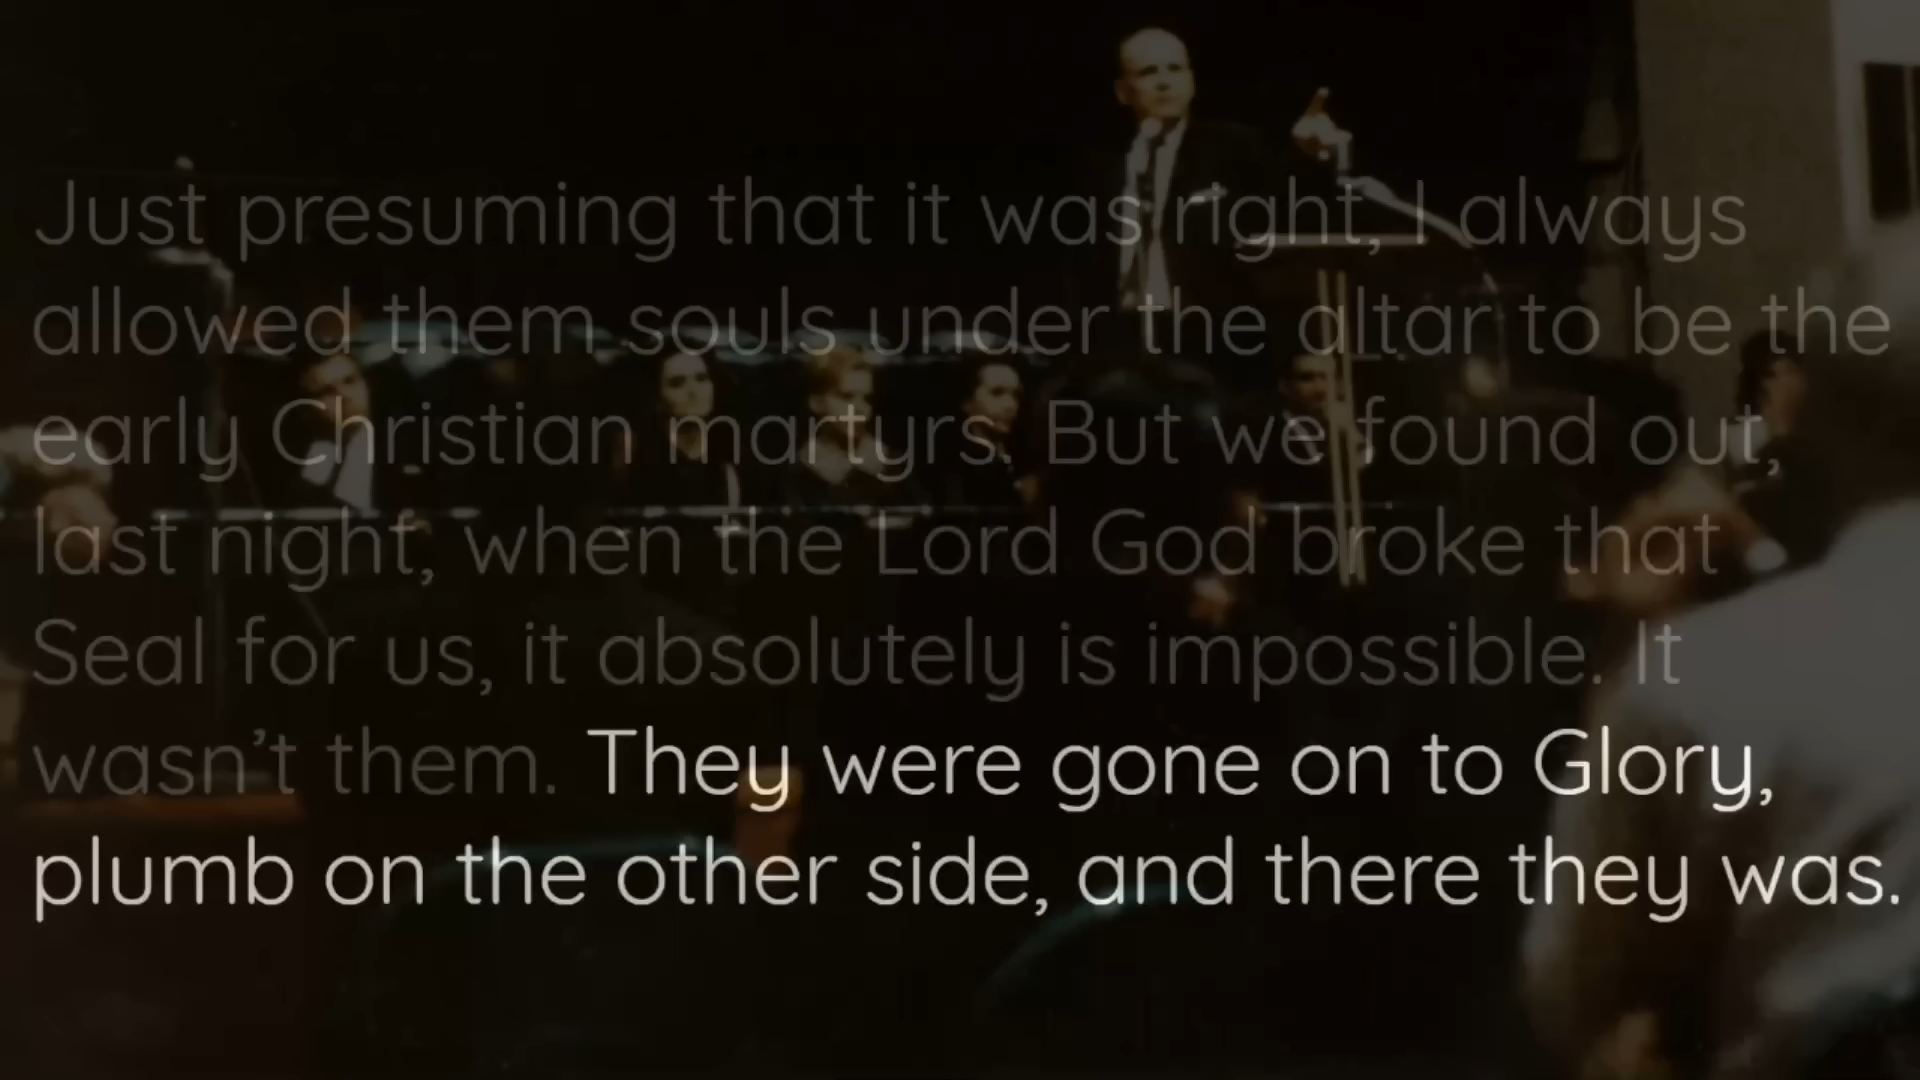 Just presuming that it was right, I always
allowed them souls under the altar to be the
early Christian martyrs. But we found out,
last night, when the Lord God broke that
Seal for us, it absolutely is impossible. It
wasn’t them. They were gone on to Glory,
plumb on the other side, and there they was.